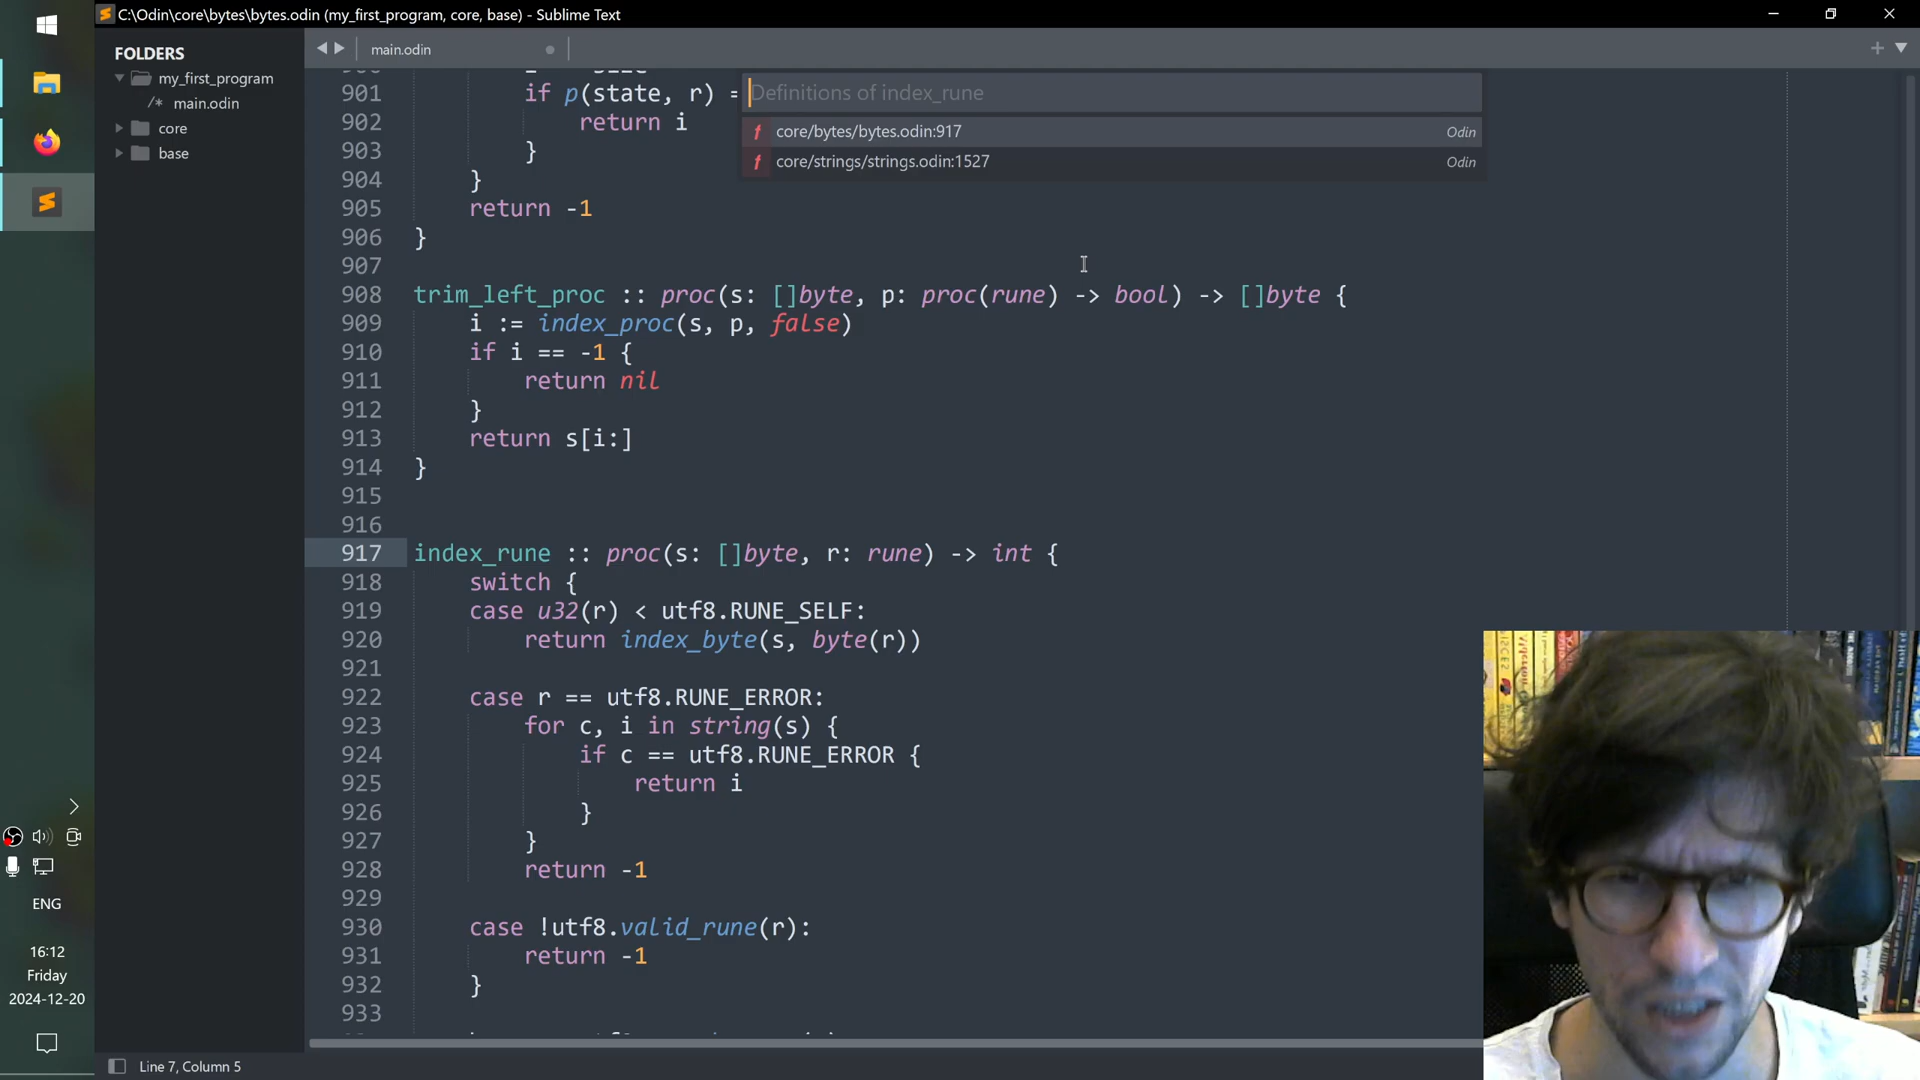 C:\Odin\core\bytes\bytes.odin (my_first_program, core, base) - Sublime Text
FOLDERS
my_first_program
/* main.odin
core
base
main.odin
Definitions of index_rune
core/bytes/bytes.odin:917 Odin
core/strings/strings.odin:1527 Odin
901 if p(state, r) =
902 return i
903 }
904 }
905 return -1
906 }
907
908 trim_left_proc :: proc(s: []byte, p: proc(rune) -> bool) -> []byte {
909 i := index_proc(s, p, false)
910 if i == -1 {
911 return nil
912 }
913 return s[i:]
914 }
915
916
917 index_rune :: proc(s: []byte, r: rune) -> int {
918 switch {
919 case u32(r) < utf8.RUNE_SELF:
920 return index_byte(s, byte(r))
921
922 case r == utf8.RUNE_ERROR:
923 for c, i in string(s) {
924 if c == utf8.RUNE_ERROR {
925 return i
926 }
927 }
928 return -1
929
930 case !utf8.valid_rune(r):
931 return -1
932 }
933
ENG
16:12
Friday
2024-12-20
Line 7, Column 5